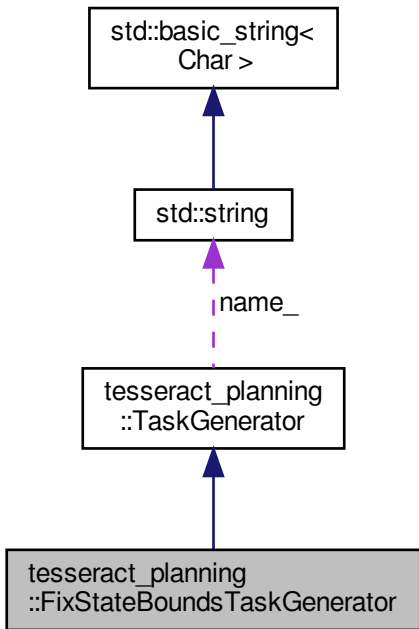 std::basic_string<
Char >
std::string
name_
tesseract_planning
::TaskGenerator
tesseract_planning
::FixStateBoundsTaskGenerator